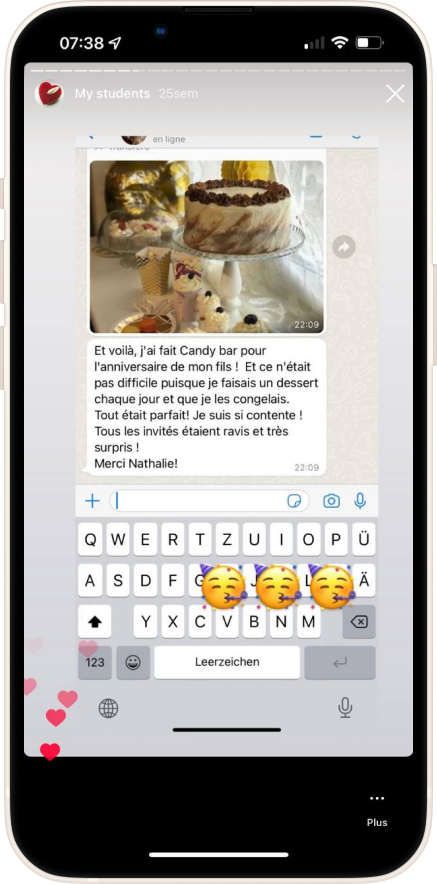 07:38
My students 25sem
en ligne
22:09
Et voilà, j'ai fait Candy bar pour
l'anniversaire de mon fils ! Et ce n'était
pas difficile puisque je faisais un dessert
chaque jour et que je les congelais.
Tout était parfait! Je suis si contente !
Tous les invités étaient ravis et très
surpris !
Merci Nathalie!
22:09
Q W E R T Z U I O P Ü
A S D F G J L Ä
Y X C V B N M
123 Leerzeichen
Plus